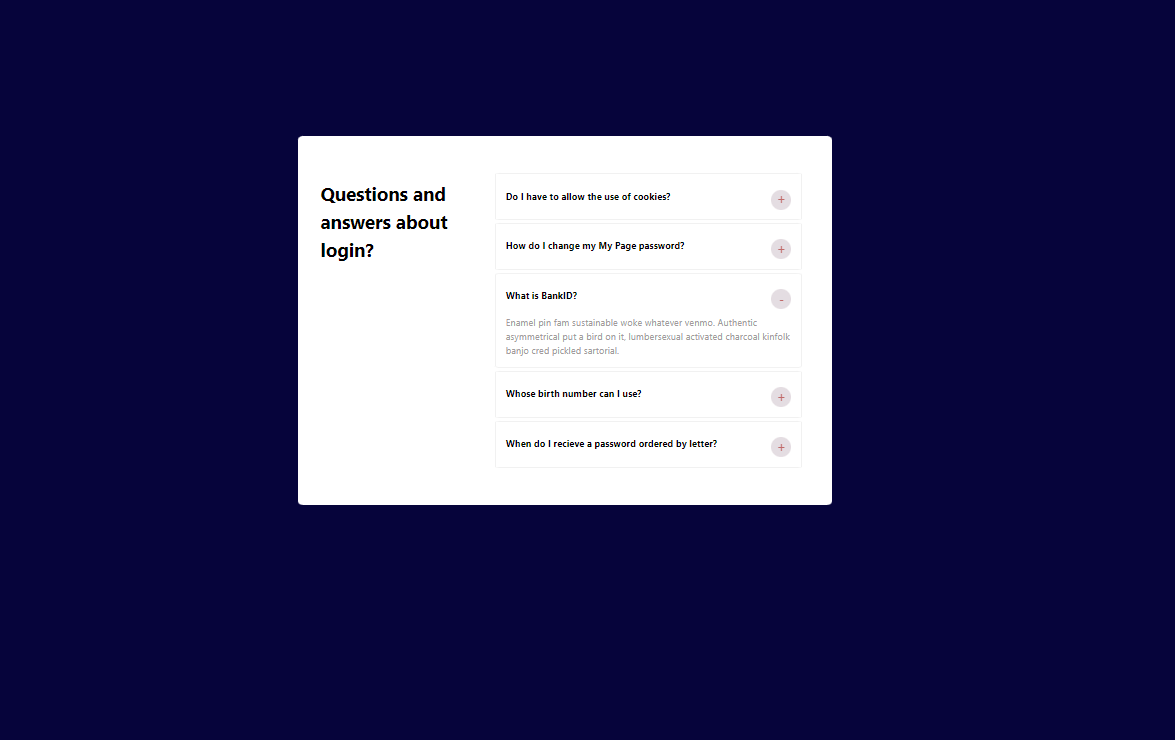 Questions and
answers about
login?
Do I have to allow the use of cookies?
+
How do I change my My Page password?
+
What is BankID?
-
Enamel pin fam sustainable woke whatever venmo. Authentic
asymmetrical put a bird on it, lumbersexual activated charcoal kinfolk
banjo cred pickled sartorial.
Whose birth number can I use?
+
When do I recieve a password ordered by letter?
+